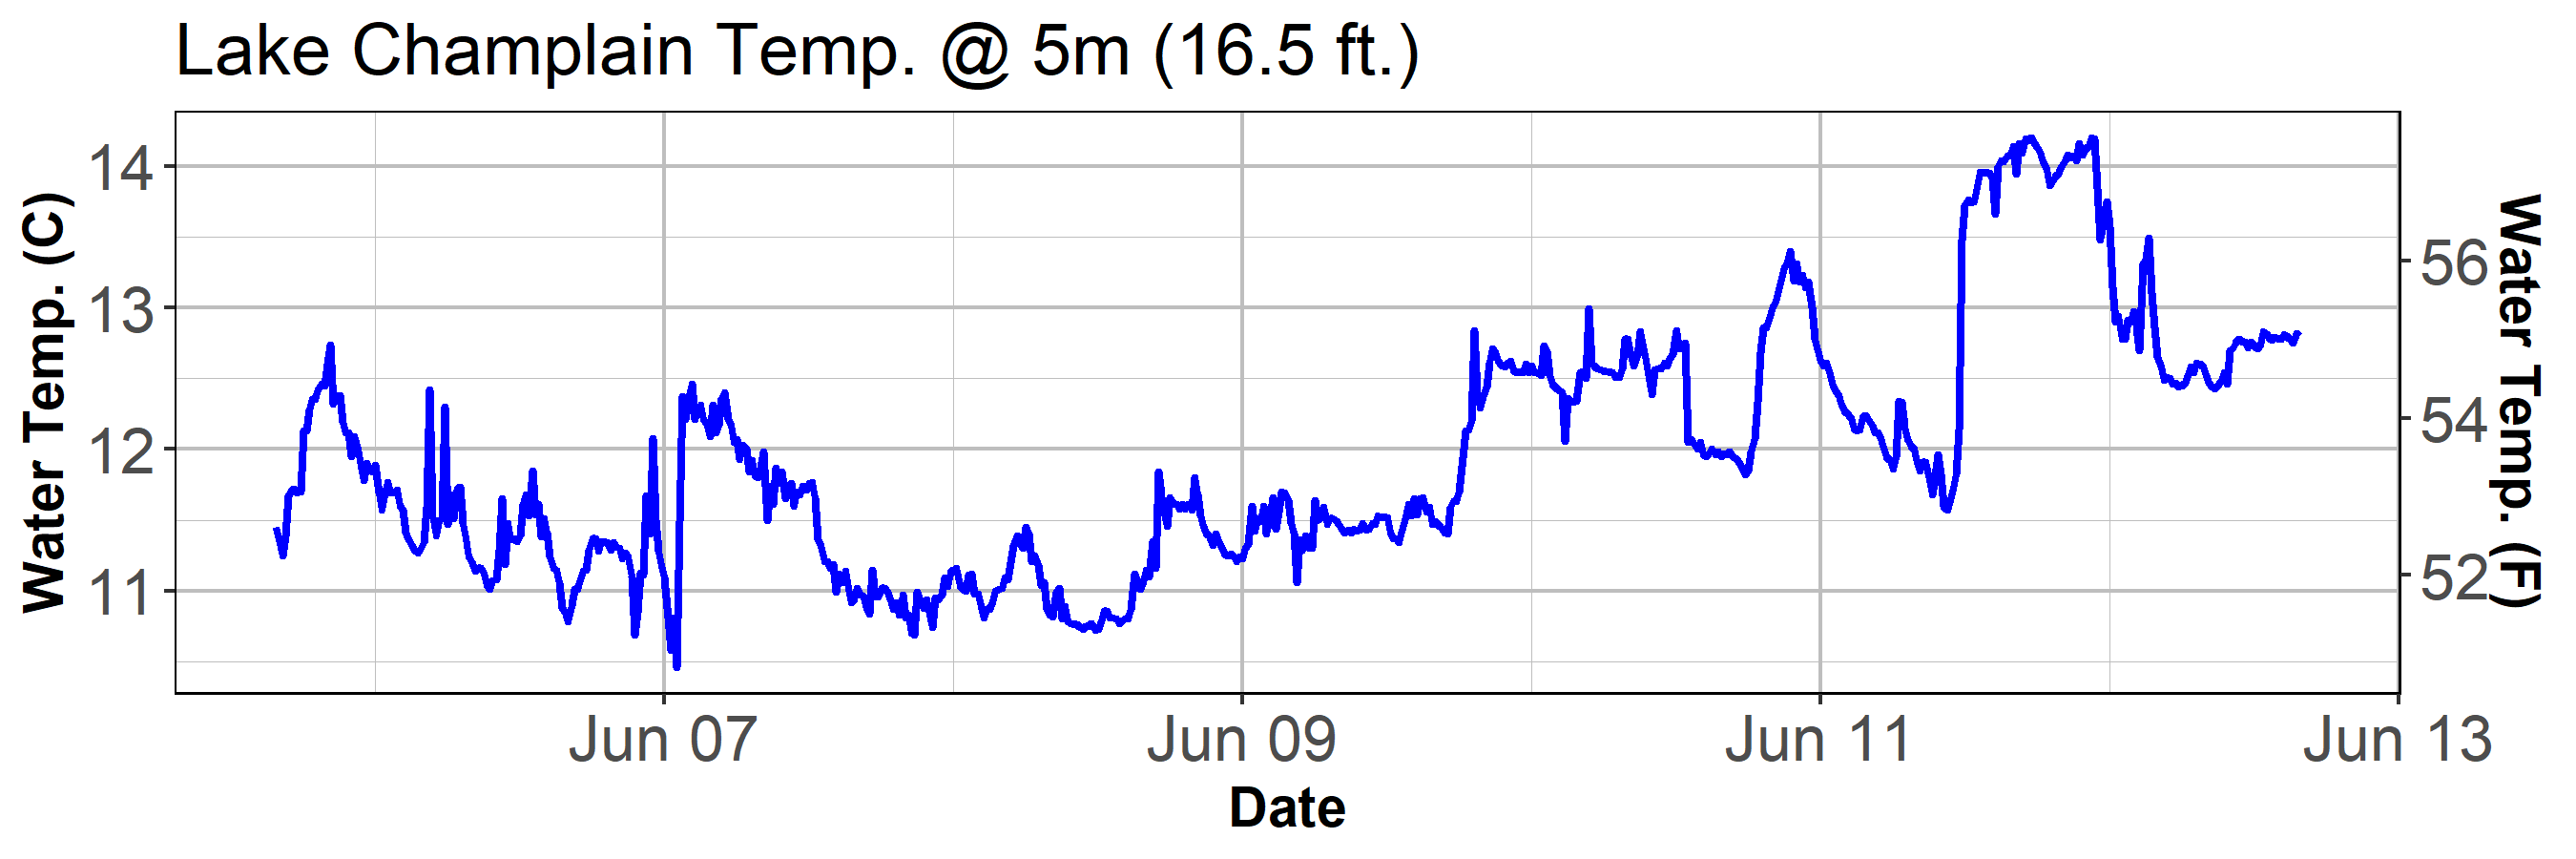 Lake Champlain Temp. @ 5m (16.5 ft.)
Water Temp. (C)
14
13
12
11
56
54
52
Water Temp. (F)
Jun 07
Jun 09
Jun 11
Jun 13
Date